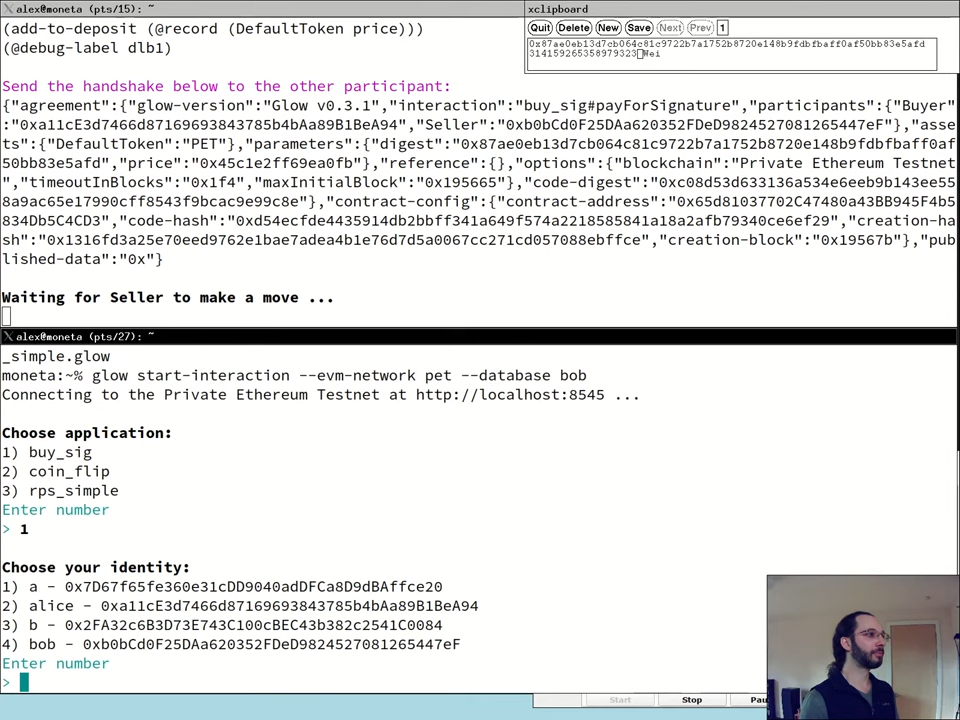 alex@moneta (pts/15): ~
(add-to-deposit (@record (DefaultToken price)))
(@debug-label dlb1)
Send the handshake below to the other participant:
{"agreement":{"glow-version":"Glow v0.3.1","interaction":"buy_sig#payForSignature","participants":{"Buyer"
:"0xa11cE3d7466d87169693843785b4bAa89B1BeA94","Seller":"0xb0bCd0F25DAa620352FDeD9824527081265447eF"},"asse
ts":{"DefaultToken":"PET"},"parameters":{"digest":"0x87ae0eb13d7cb064c81c9722b7a1752b8720e148b9fdbfbaff0af
50bb83e5afd","price":"0x45c1e2ff69ea0fb"},"reference":{},"options":{"blockchain":"Private Ethereum Testnet
","timeoutInBlocks":"0x1f4","maxInitialBlock":"0x195665"},"code-digest":"0xc08d53d633136a534e6eeb9b143ee55
8a9ac65e17990cff8543f9bcac9e99c8e"},"contract-config":{"contract-address":"0x65d81037702C47480a43BB945F4b5
834Db5C4CD3","code-hash":"0xd54ecfde4435914db2bbff341a649f574a2218585841a18a2afb79340ce6ef29","creation-ha
sh":"0x1316fd3a25e70eed9762e1bae7adea4b1e76d7d5a0067cc271cd057088ebffce","creation-block":"0x19567b"},"pub
lished-data":"0x"}
Waiting for Seller to make a move ...
xclipboard
Quit Delete New Save Next Prev 1
0x87ae0eb13d7cb064c81c9722b7a1752b8720e148b9fdbfbaff0af50bb83e5afd
314159265358979323 Wei
alex@moneta (pts/27): ~
_simple.glow
moneta:~% glow start-interaction --evm-network pet --database bob
Connecting to the Private Ethereum Testnet at http://localhost:8545 ...
Choose application:
1) buy_sig
2) coin_flip
3) rps_simple
Enter number
> 1
Choose your identity:
1) a - 0x7D67f65fe360e31cDD9040adDFCa8D9dBAffce20
2) alice - 0xa11cE3d7466d87169693843785b4bAa89B1BeA94
3) b - 0x2FA32c6B3D73E743C100cBEC43b382c2541C0084
4) bob - 0xb0bCd0F25DAa620352FDeD9824527081265447eF
Enter number
>
Start Stop Pau